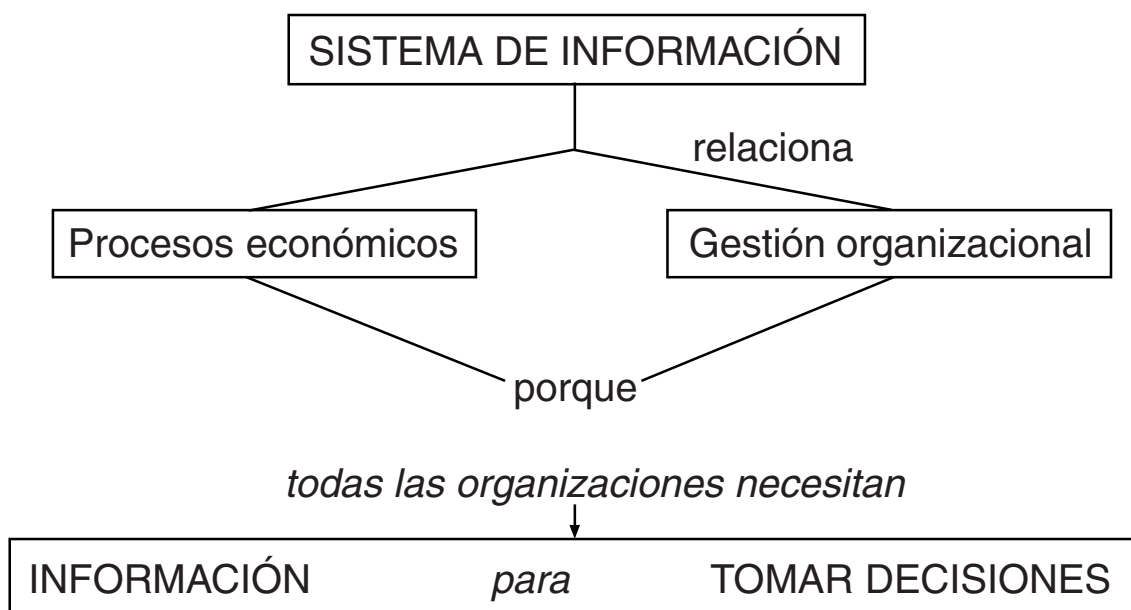 SISTEMA DE INFORMACIÓN
relaciona
Procesos económicos
Gestión organizacional
porque
todas las organizaciones necesitan
INFORMACIÓN para TOMAR DECISIONES